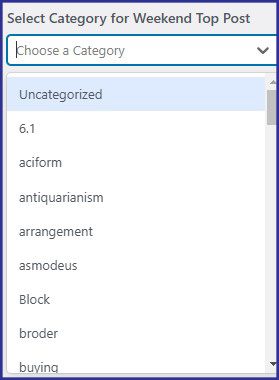 Select Category for Weekend Top Post
Choose a Category
Uncategorized
6.1
aciform
antiquarianism
arrangement
asmodeus
Block
broder
buying